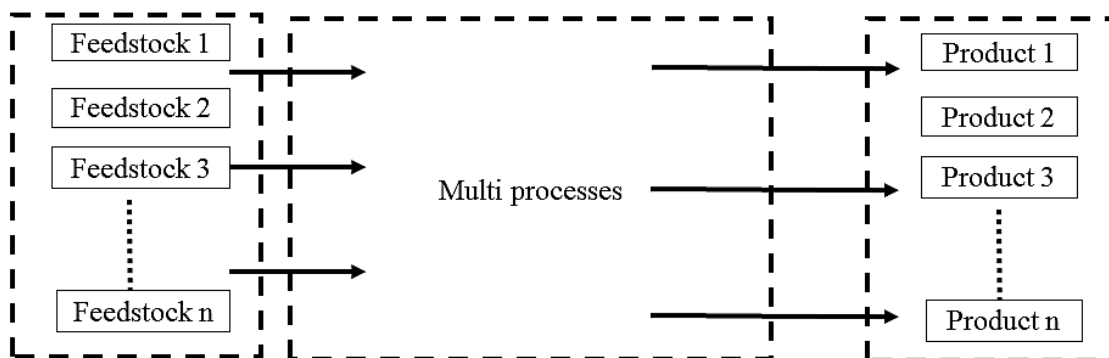 Feedstock 1
Feedstock 2
Feedstock 3
Feedstock n
Multi processes
Product 1
Product 2
Product 3
Product n